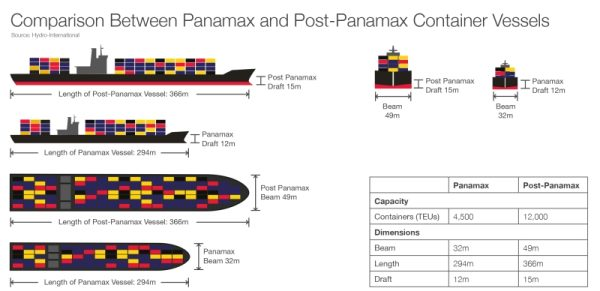 Comparison Between Panamax and Post-Panamax Container Vessels
Source: Hydro-International
Post Panamax
Draft 15m
Length of Post-Panamax Vessel: 366m
Post Panamax
Draft 15m
Beam
49m
Panamax
Draft 12m
Beam
32m
Panamax
Draft 12m
Length of Panamax Vessel: 294m
Post Panamax
Beam 49m
Length of Post-Panamax Vessel: 366m
Panamax
Beam 32m
Length of Panamax Vessel: 294m
Panamax Post-Panamax
Capacity
Containers (TEUs) 4,500 12,000
Dimensions
Beam 32m 49m
Length 294m 366m
Draft 12m 15m